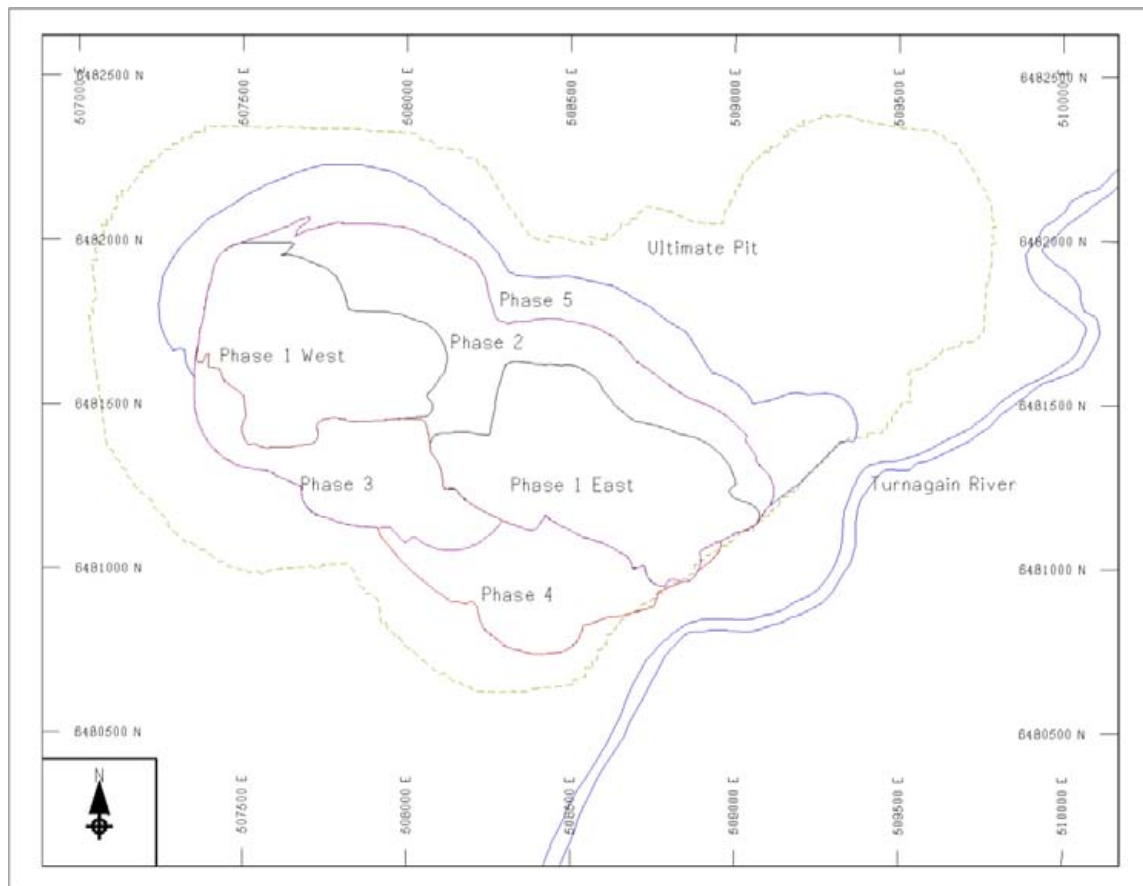 507000 E
507500 E
508000 E
508500 E
509000 E
509500 E
510000 E
6482500 N
6482500 N
6482000 N
6482000 N
Ultimate Pit
Phase 5
Phase 2
Phase 1 West
6481500 N
6481500 N
Phase 3
Phase 1 East
Turnagain River
6481000 N
6481000 N
Phase 4
6480500 N
6480500 N
N
507500 E
508000 E
508500 E
509000 E
509500 E
510000 E